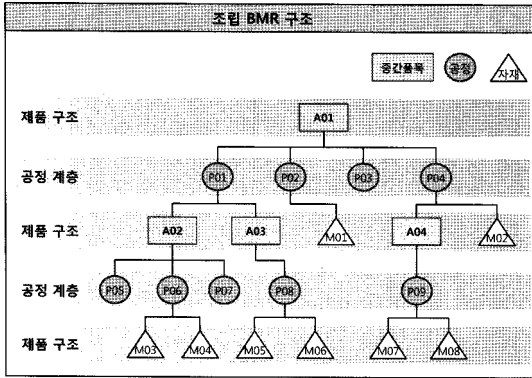 조립 BMR 구조
중간품목 공정 자재
제품 구조 A01
공정 계층 P01 P02 P03 P04
제품 구조 A02 A03 M01 A04 M02
공정 계층 P05 P06 P07 P08 P09
제품 구조 M03 M04 M05 M06 M07 M08